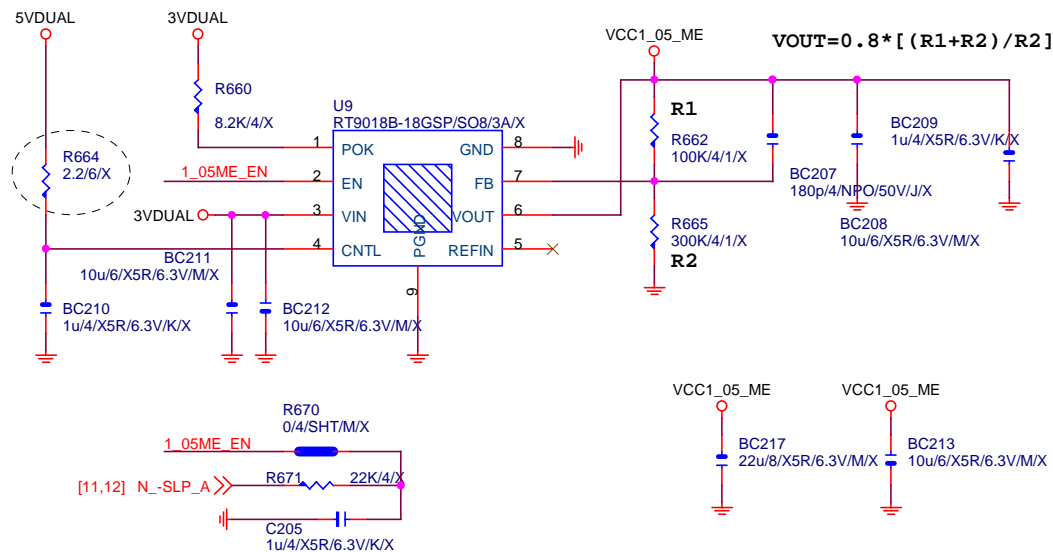 5VDUAL
3VDUAL
VCC1_05_ME
VOUT=0.8*[(R1+R2)/R2]
R660
8.2K/4/X
U9
RT9018B-18GSP/SO8/3A/X
R664
2.2/6/X
1
POK
GND
8
1_05ME_EN
2
EN
FB
7
3VDUAL
3
VIN
VOUT
6
4
CNTL
REFIN
5
PGND
9
R1
R662
100K/4/1/X
R665
300K/4/1/X
R2
BC207
180p/4/NPO/50V/J/X
BC209
1u/4/X5R/6.3V/K/X
BC208
10u/6/X5R/6.3V/M/X
BC211
10u/6/X5R/6.3V/M/X
BC210
1u/4/X5R/6.3V/K/X
BC212
10u/6/X5R/6.3V/M/X
R670
0/4/SHT/M/X
1_05ME_EN
[11,12] N_-SLP_A
R671
22K/4/X
C205
1u/4/X5R/6.3V/K/X
VCC1_05_ME
BC217
22u/8/X5R/6.3V/M/X
VCC1_05_ME
BC213
10u/6/X5R/6.3V/M/X